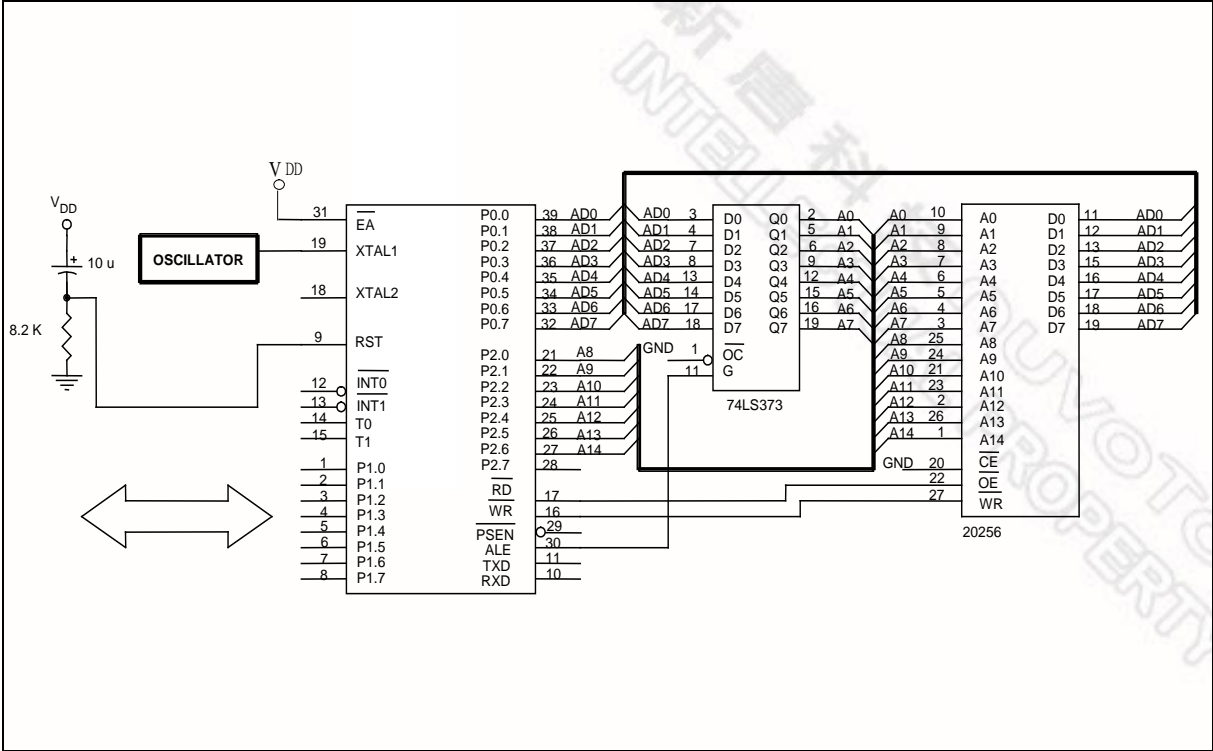 新唐科技
INTELLECTUAL PROPERTY
NUVOTON
V DD
V DD
10 u
8.2 K
OSCILLATOR
31 EA P0.0 39 AD0
19 XTAL1 P0.1 38 AD1
P0.2 37 AD2
P0.3 36 AD3
P0.4 35 AD4
18 XTAL2 P0.5 34 AD5
P0.6 33 AD6
P0.7 32 AD7
9 RST
P2.0 21 A8
P2.1 22 A9
12 INT0 P2.2 23 A10
13 INT1 P2.3 24 A11
14 T0 P2.4 25 A12
15 T1 P2.5 26 A13
P2.6 27 A14
1 P1.0 P2.7 28
2 P1.1
3 P1.2 RD 17
4 P1.3 WR 16
5 P1.4 PSEN 29
6 P1.5 ALE 30
7 P1.6 TXD 11
8 P1.7 RXD 10
AD0 3 D0 Q0 2 A0
AD1 4 D1 Q1 5 A1
AD2 7 D2 Q2 6 A2
AD3 8 D3 Q3 9 A3
AD4 13 D4 Q4 12 A4
AD5 14 D5 Q5 15 A5
AD6 17 D6 Q6 16 A6
AD7 18 D7 Q7 19 A7
GND 1 OC
11 G
74LS373
A0 10 A0 D0 11 AD0
A1 9 A1 D1 12 AD1
A2 8 A2 D2 13 AD2
A3 7 A3 D3 15 AD3
A4 6 A4 D4 16 AD4
A5 5 A5 D5 17 AD5
A6 4 A6 D6 18 AD6
A7 3 A7 D7 19 AD7
A8 25 A8
A9 24 A9
A10 21 A10
A11 23 A11
A12 2 A12
A13 26 A13
A14 1 A14
GND 20 CE
22 OE
27 WR
20256